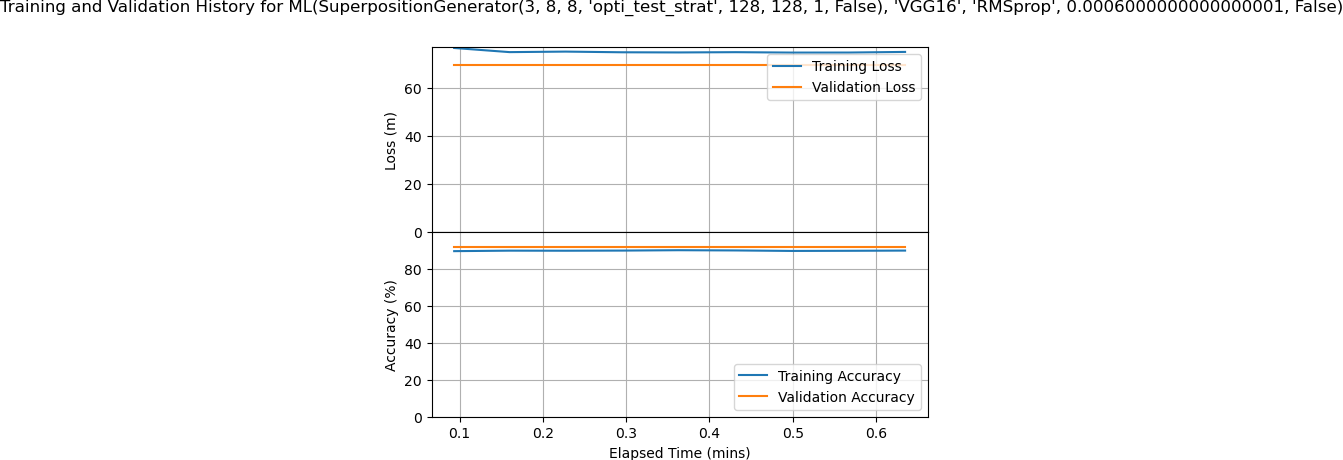 Training and Validation History for ML(SuperpositionGenerator(3, 8, 8, 'opti_test_strat', 128, 128, 1, False), 'VGG16', 'RMSprop', 0.0006000000000000001, False)
Training Loss
Validation Loss
60
40
20
0
Loss (m)
80
60
40
20
0
Accuracy (%)
Training Accuracy
Validation Accuracy
0.1 0.2 0.3 0.4 0.5 0.6
Elapsed Time (mins)